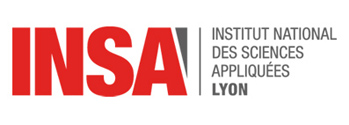 INSA
INSTITUT NATIONAL
DES SCIENCES
APPLIQUÉES
LYON